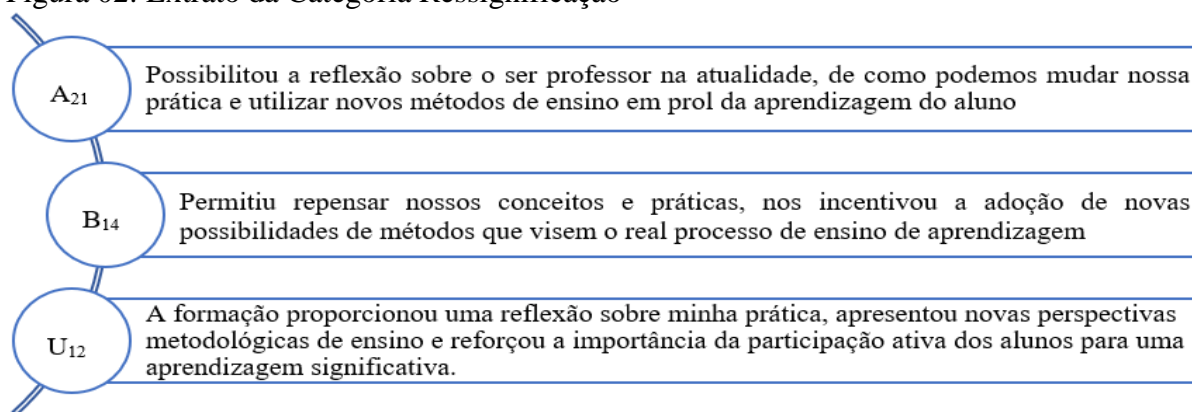 Figura 02: Extrato da Categoria Ressignificação
A21
Possibilitou a reflexão sobre o ser professor na atualidade, de como podemos mudar nossa
prática e utilizar novos métodos de ensino em prol da aprendizagem do aluno
B14
Permitiu repensar nossos conceitos e práticas, nos incentivou a adoção de novas
possibilidades de métodos que visem o real processo de ensino de aprendizagem
U12
A formação proporcionou uma reflexão sobre minha prática, apresentou novas perspectivas
metodológicas de ensino e reforçou a importância da participação ativa dos alunos para uma
aprendizagem significativa.